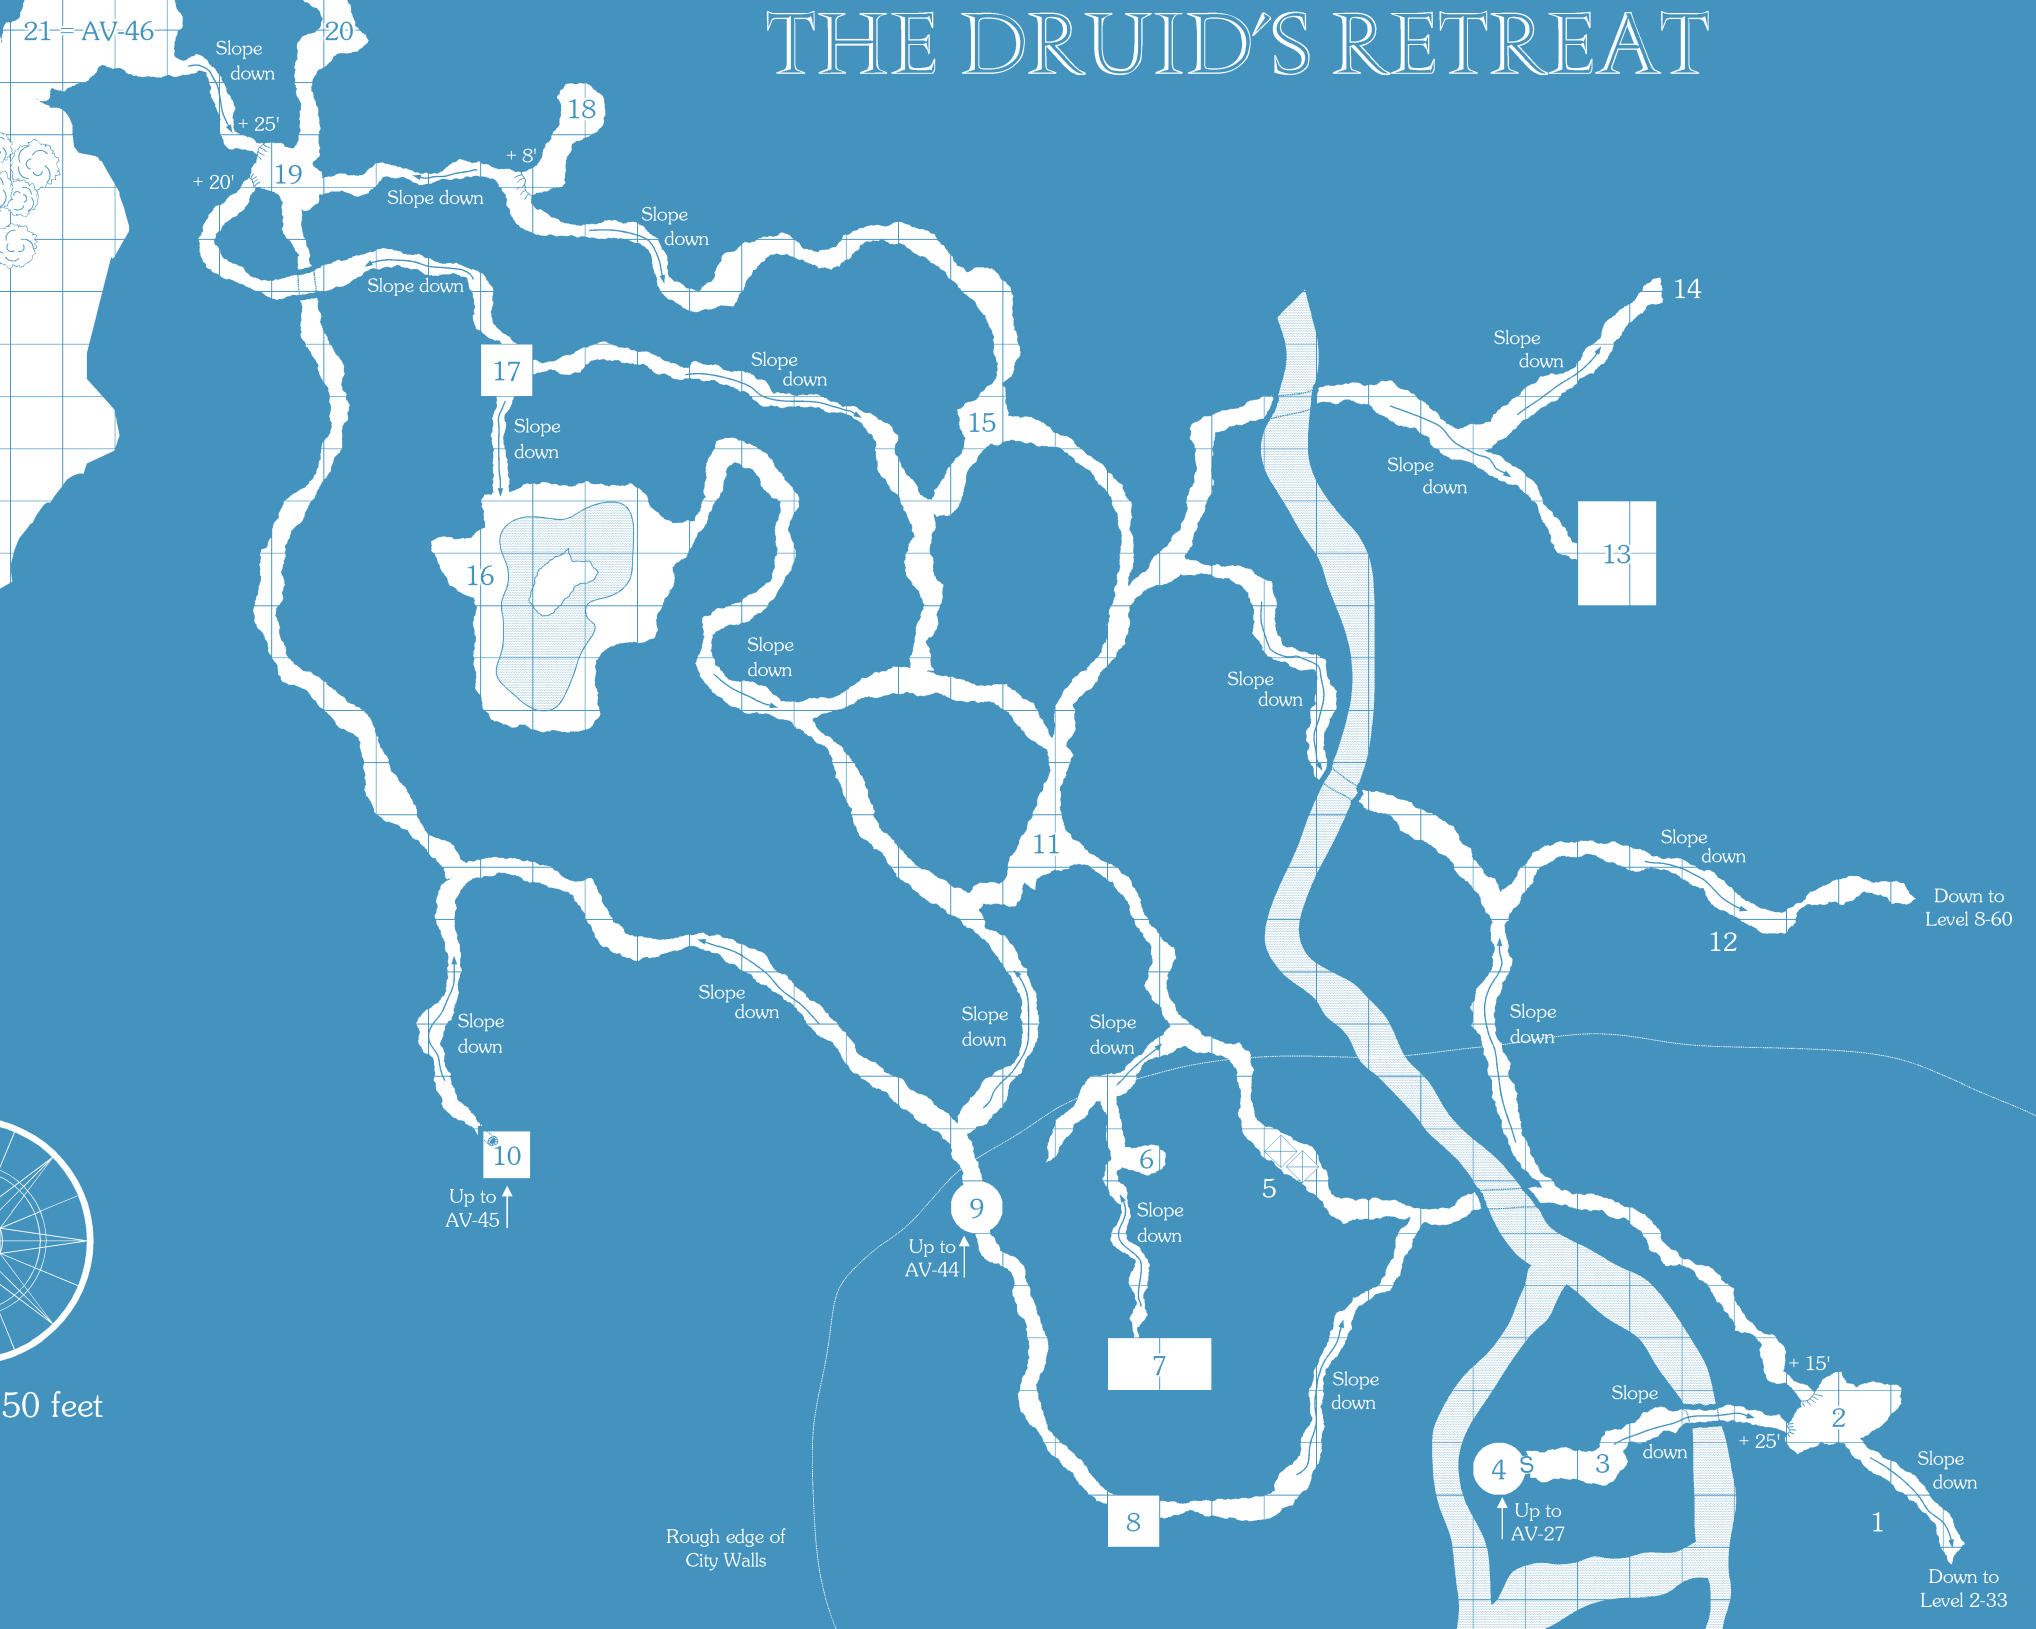 THE DRUID'S RETREAT
21 = AV-46
20
Slope
down
18
+ 25'
+ 8'
19
+ 20'
Slope down
Slope
down
Slope down
14
Slope
down
17
Slope
down
15
Slope
down
Slope
down
13
16
Slope
down
Slope
down
11
Slope
down
Down to
Level 8-60
12
Slope
down
Slope
down
Slope
down
Slope
down
Slope
down
10
6
5
Up to
AV-45
9
Slope
down
Up to
AV-44
7
+ 15'
Slope
down
Slope
down
2
+ 25'
4
S
3
Slope
down
50 feet
Up to
AV-27
8
1
Rough edge of
City Walls
Down to
Level 2-33